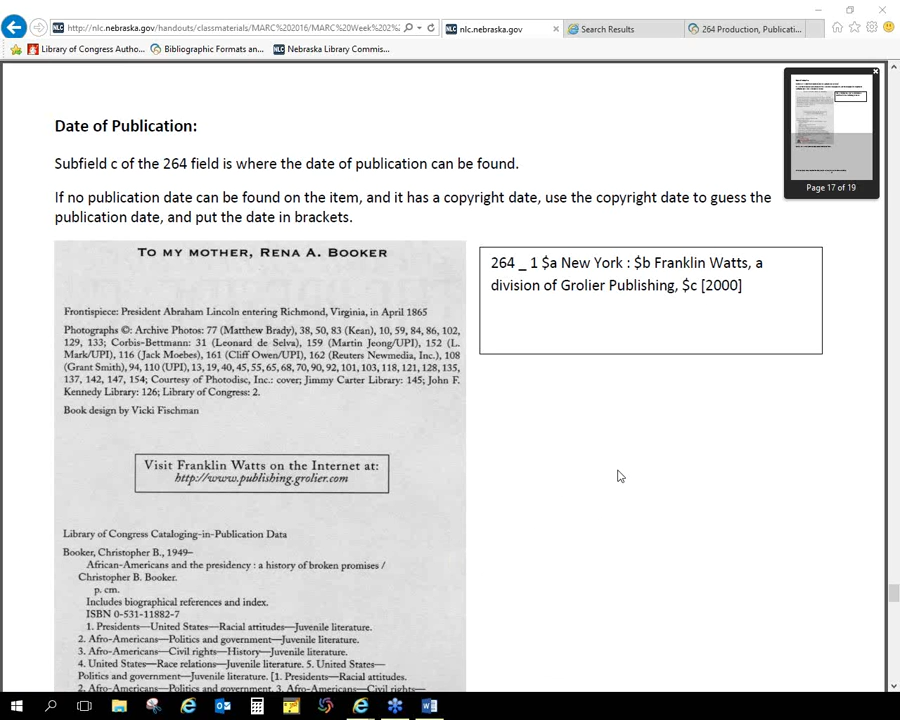 http://nlc.nebraska.gov/handouts/classmaterials/MARC%202016/MARC%20Week%202%
nlc.nebraska.gov
Search Results
264 Production, Publicati...
Library of Congress Autho...
Bibliographic Formats an...
Nebraska Library Commis...
Date of Publication:
Subfield c of the 264 field is where the date of publication can be found.
If no publication date can be found on the item, and it has a copyright date, use the copyright date to guess the
publication date, and put the date in brackets.
Page 17 of 19
TO MY MOTHER, RENA A. BOOKER
Frontispiece: President Abraham Lincoln entering Richmond, Virginia, in April 1865
Photographs ©: Archive Photos: 77 (Matthew Brady), 38, 50, 83 (Kean), 10, 59, 84, 86, 102,
129, 133; Corbis-Bettmann: 31 (Leonard de Selva), 159 (Martin Jeong/UPI), 152 (L.
Mark/UPI), 116 (Jack Moebes), 161 (Cliff Owen/UPI), 162 (Reuters Newmedia, Inc.), 108
(Grant Smith), 94, 110 (UPI), 13, 19, 40, 45, 55, 65, 68, 70, 90, 92, 101, 103, 118, 121, 128, 135,
137, 142, 147, 154; Courtesy of Photodisc, Inc.: cover; Jimmy Carter Library: 145; John F.
Kennedy Library: 126; Library of Congress: 2.
Book design by Vicki Fischman
Visit Franklin Watts on the Internet at:
http://www.publishing.grolier.com
Library of Congress Cataloging-in-Publication Data
Booker, Christopher B., 1949–
African-Americans and the presidency : a history of broken promises /
Christopher B. Booker.
p. cm.
Includes biographical references and index.
ISBN 0-531-11882-7
1. Presidents—United States—Racial attitudes—Juvenile literature.
2. Afro-Americans—Politics and government—Juvenile literature.
3. Afro-Americans—Civil rights—History—Juvenile literature.
4. United States—Race relations—Juvenile literature. 5. United States—
Politics and government—Juvenile literature. [1. Presidents—Racial attitudes.
2. Afro-Americans—Politics and government. 3. Afro-Americans—Civil rights—
264 _ 1 $a New York : $b Franklin Watts, a
division of Grolier Publishing, $c [2000]